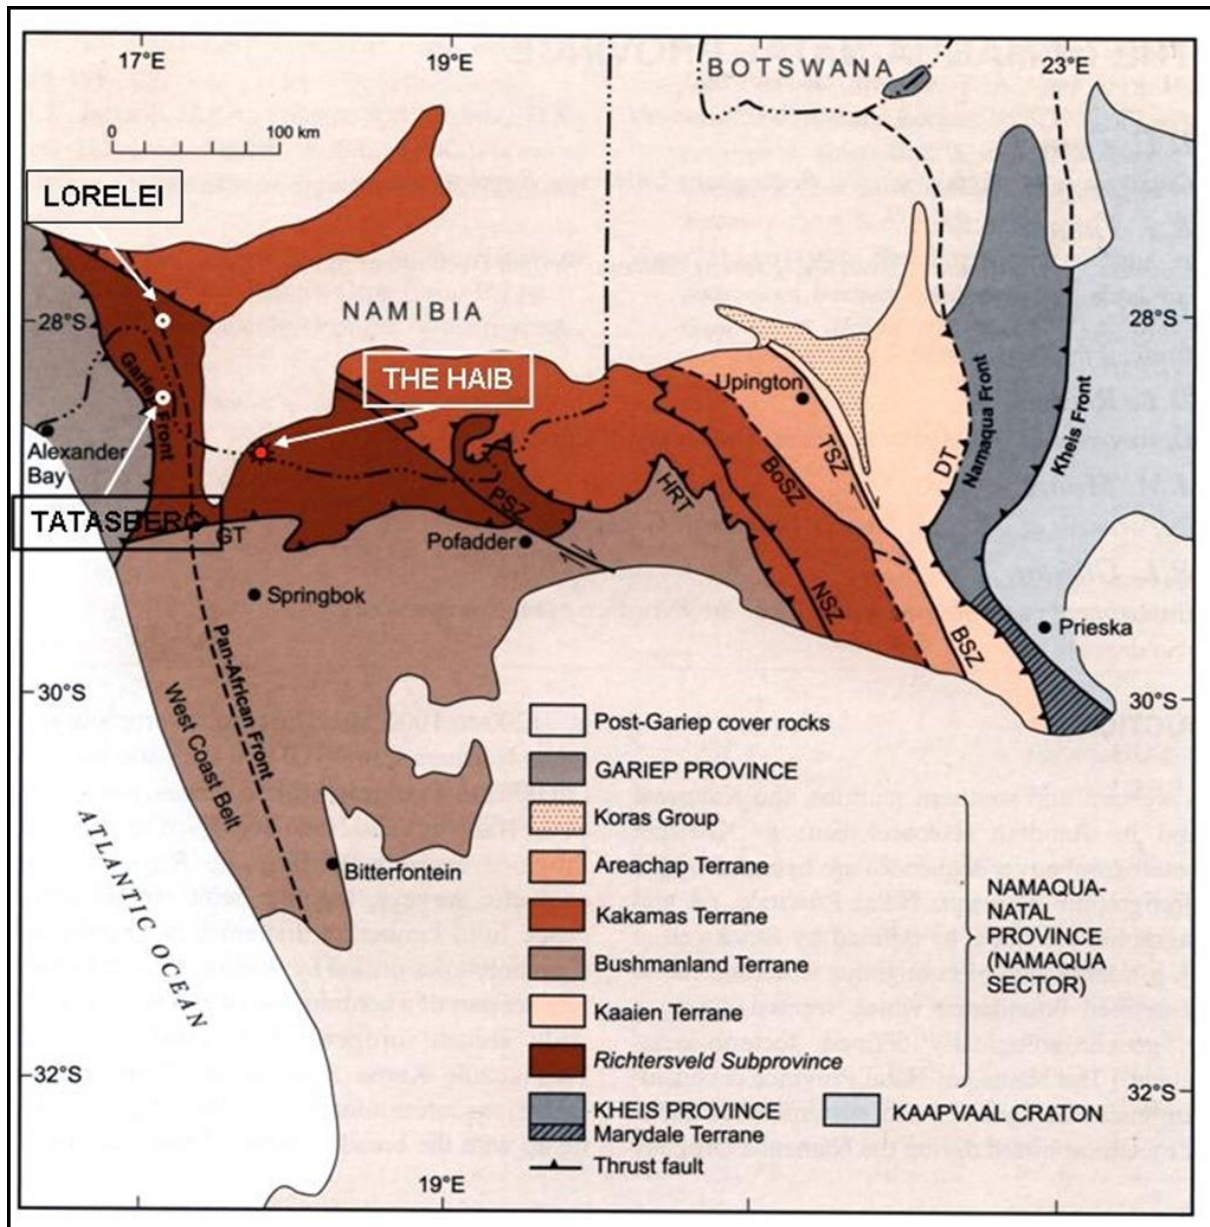 17°E
19°E
BOTSWANA
23°E
0
100 km
LORELEI
NAMIBIA
28°S
28°S
THE HAIB
Upington
Gariep Front
Alexander
Bay
TSZ
DT
Namaqua Front
Kheis Front
BoSZ
HRT
PSZ
TATASBERG
GT
Pofadder
Springbok
NSZ
BSZ
Prieska
Pan-African Front
West Coast Belt
30°S
30°S
ATLANTIC OCEAN
Bitterfontein
Post-Gariep cover rocks
GARIEP PROVINCE
Koras Group
Areachap Terrane
Kakamas Terrane
Bushmanland Terrane
Kaaien Terrane
Richtersveld Subprovince
NAMAQUA-
NATAL
PROVINCE
(NAMAQUA
SECTOR)
KHEIS PROVINCE
Marydale Terrane
KAAPVAAL CRATON
Thrust fault
32°S
32°S
19°E